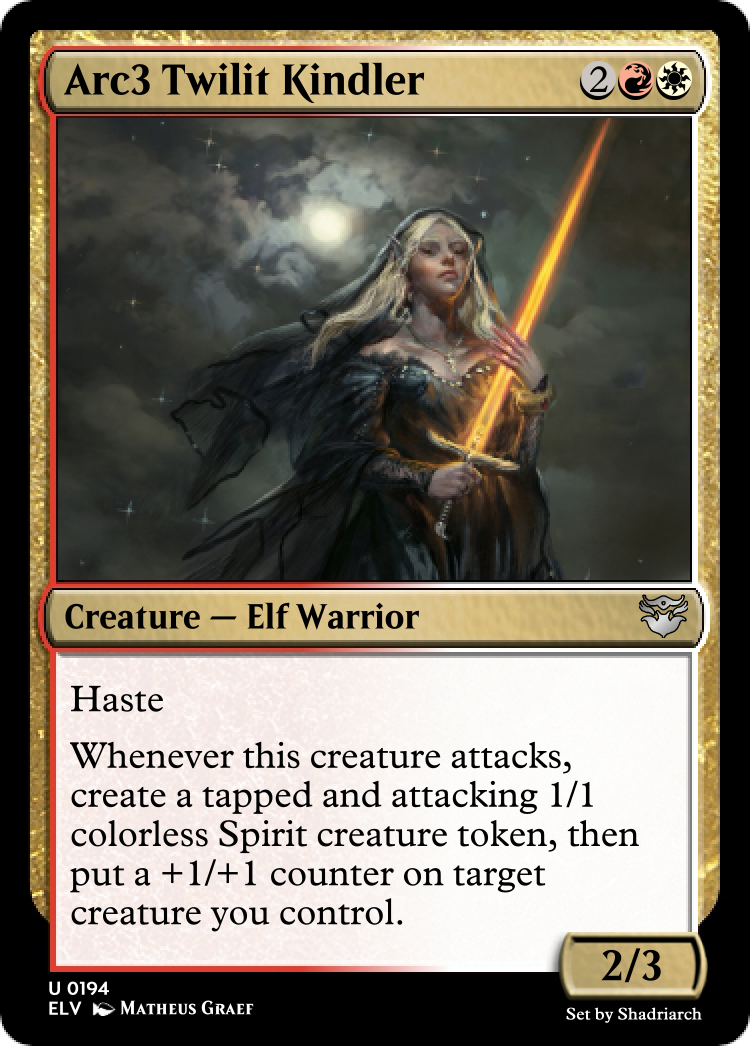 Arc3 Twilit Kindler 2
Creature — Elf Warrior
Haste
Whenever this creature attacks,
create a tapped and attacking 1/1
colorless Spirit creature token, then
put a +1/+1 counter on target
creature you control.
2/3
U 0194
ELV Matheus Graef
Set by Shadriarch